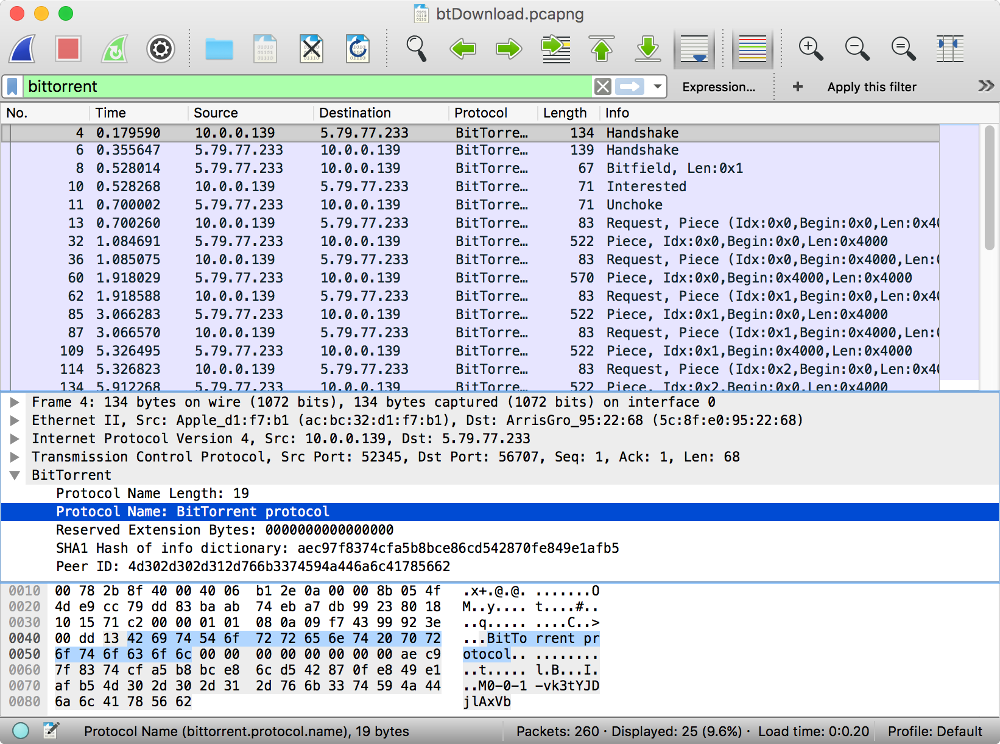 btDownload.pcapng
bittorrent Expression... + Apply this filter
No. Time Source Destination Protocol Length Info
4 0.179590 10.0.0.139 5.79.77.233 BitTorre... 134 Handshake
6 0.355647 5.79.77.233 10.0.0.139 BitTorre... 139 Handshake
8 0.528014 5.79.77.233 10.0.0.139 BitTorre... 67 Bitfield, Len:0x1
10 0.528268 10.0.0.139 5.79.77.233 BitTorre... 71 Interested
11 0.700002 5.79.77.233 10.0.0.139 BitTorre... 71 Unchoke
13 0.700260 10.0.0.139 5.79.77.233 BitTorre... 83 Request, Piece (Idx:0x0,Begin:0x0,Len:0x40
32 1.084691 5.79.77.233 10.0.0.139 BitTorre... 522 Piece, Idx:0x0,Begin:0x0,Len:0x4000
36 1.085075 10.0.0.139 5.79.77.233 BitTorre... 83 Request, Piece (Idx:0x0,Begin:0x4000,Len:0
60 1.918029 5.79.77.233 10.0.0.139 BitTorre... 570 Piece, Idx:0x0,Begin:0x4000,Len:0x4000
62 1.918588 10.0.0.139 5.79.77.233 BitTorre... 83 Request, Piece (Idx:0x1,Begin:0x0,Len:0x40
85 3.066283 5.79.77.233 10.0.0.139 BitTorre... 522 Piece, Idx:0x1,Begin:0x0,Len:0x4000
87 3.066570 10.0.0.139 5.79.77.233 BitTorre... 83 Request, Piece (Idx:0x1,Begin:0x4000,Len:0
109 5.326495 5.79.77.233 10.0.0.139 BitTorre... 522 Piece, Idx:0x1,Begin:0x4000,Len:0x4000
114 5.326823 10.0.0.139 5.79.77.233 BitTorre... 83 Request, Piece (Idx:0x2,Begin:0x0,Len:0x40
134 5.912268 5.79.77.233 10.0.0.139 BitTorre... 522 Piece, Idx:0x2,Begin:0x0,Len:0x4000
Frame 4: 134 bytes on wire (1072 bits), 134 bytes captured (1072 bits) on interface 0
Ethernet II, Src: Apple_d1:f7:b1 (ac:bc:32:d1:f7:b1), Dst: ArrisGro_95:22:68 (5c:8f:e0:95:22:68)
Internet Protocol Version 4, Src: 10.0.0.139, Dst: 5.79.77.233
Transmission Control Protocol, Src Port: 52345, Dst Port: 56707, Seq: 1, Ack: 1, Len: 68
BitTorrent
Protocol Name Length: 19
Protocol Name: BitTorrent protocol
Reserved Extension Bytes: 0000000000000000
SHA1 Hash of info dictionary: aec97f8374cfa5b8bce86cd542870fe849e1afb5
Peer ID: 4d302d302d312d766b3374594a446a6c41785662
0010 00 78 2b 8f 40 00 40 06 b1 2e 0a 00 00 8b 05 4f .x+.@.@. .......O
0020 4d e9 cc 79 dd 83 ba ab 74 eb a7 db 99 23 80 18 M..y.... t....#..
0030 10 15 71 c2 00 00 01 01 08 0a 09 f7 43 99 92 3e ..q..... ....C..>
0040 00 dd 13 42 69 74 54 6f 72 72 65 6e 74 20 70 72 ...BitTo rrent pr
0050 6f 74 6f 63 6f 6c 00 00 00 00 00 00 00 00 ae c9 otocol.. ........
0060 7f 83 74 cf a5 b8 bc e8 6c d5 42 87 0f e8 49 e1 ..t..... l.B...I.
0070 af b5 4d 30 2d 30 2d 31 2d 76 6b 33 74 59 4a 44 ..M0-0-1 -vk3tYJD
0080 6a 6c 41 78 56 62 jlAxVb
Protocol Name (bittorrent.protocol.name), 19 bytes Packets: 260 · Displayed: 25 (9.6%) · Load time: 0:0.20 Profile: Default